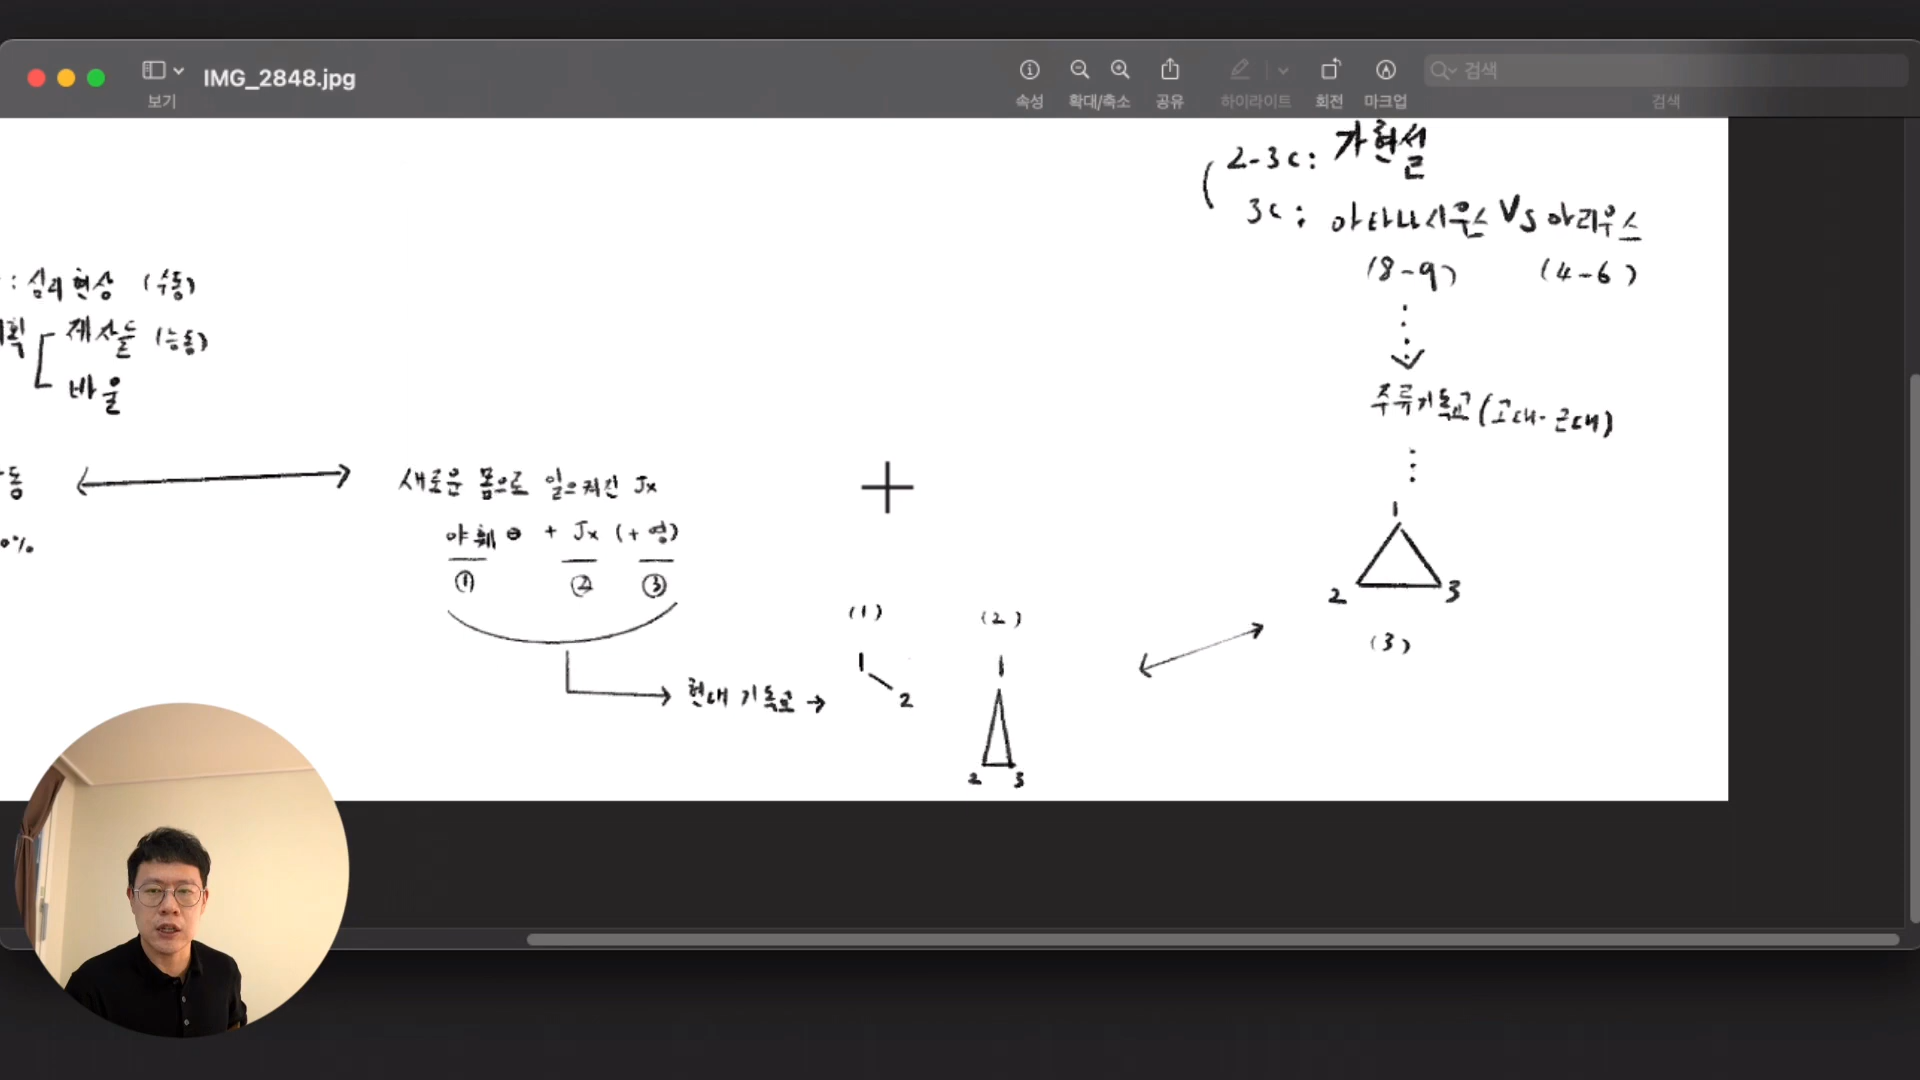 IMG_2848.jpg
보기
속성
확대/축소
공유
하이라이트
회전
마크업
검색
검색
2-3c: 가현설
3c: 아타나시우스 VS 아리우스
(8-9) (4-6)
주류기독교 (고대-근대)
1
2 3
(3)
: 심리현상 (수동)
획 제자들 (능동)
바울
동
새로운 몸으로 일으켜진 Jx
야훼 + Jx (+ 영)
① ② ③
현대 기독교 →
(1)
1
2
(2)
1
2 3
0%